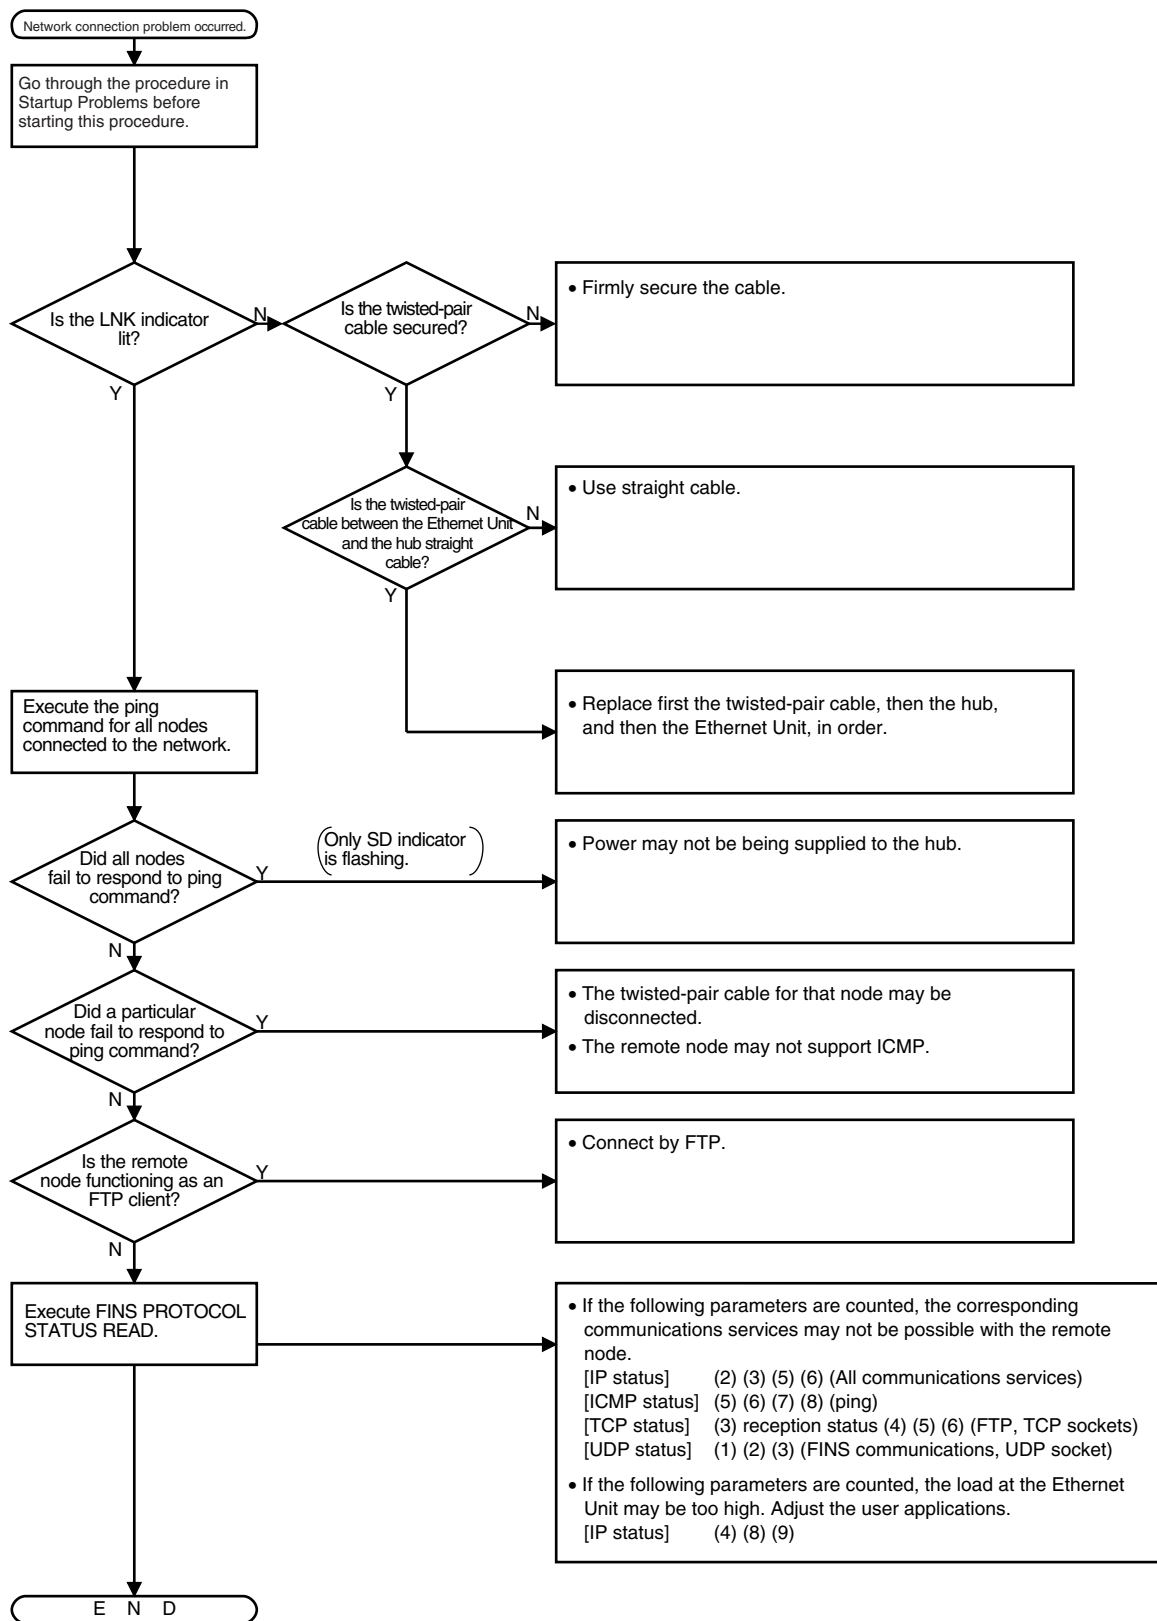 Network connection problem occurred.
Go through the procedure in
Startup Problems before
starting this procedure.
Is the LNK indicator
lit?
N
Y
Is the twisted-pair
cable secured?
N
Y
• Firmly secure the cable.
Is the twisted-pair
cable between the Ethernet Unit
and the hub straight
cable?
N
Y
• Use straight cable.
• Replace first the twisted-pair cable, then the hub,
and then the Ethernet Unit, in order.
Execute the ping
command for all nodes
connected to the network.
Did all nodes
fail to respond to ping
command?
Y
N
(Only SD indicator
is flashing.)
• Power may not be being supplied to the hub.
Did a particular
node fail to respond to
ping command?
Y
N
• The twisted-pair cable for that node may be
disconnected.
• The remote node may not support ICMP.
Is the remote
node functioning as an
FTP client?
Y
N
• Connect by FTP.
Execute FINS PROTOCOL
STATUS READ.
• If the following parameters are counted, the corresponding
communications services may not be possible with the remote
node.
[IP status] (2) (3) (5) (6) (All communications services)
[ICMP status] (5) (6) (7) (8) (ping)
[TCP status] (3) reception status (4) (5) (6) (FTP, TCP sockets)
[UDP status] (1) (2) (3) (FINS communications, UDP socket)
• If the following parameters are counted, the load at the Ethernet
Unit may be too high. Adjust the user applications.
[IP status] (4) (8) (9)
E N D